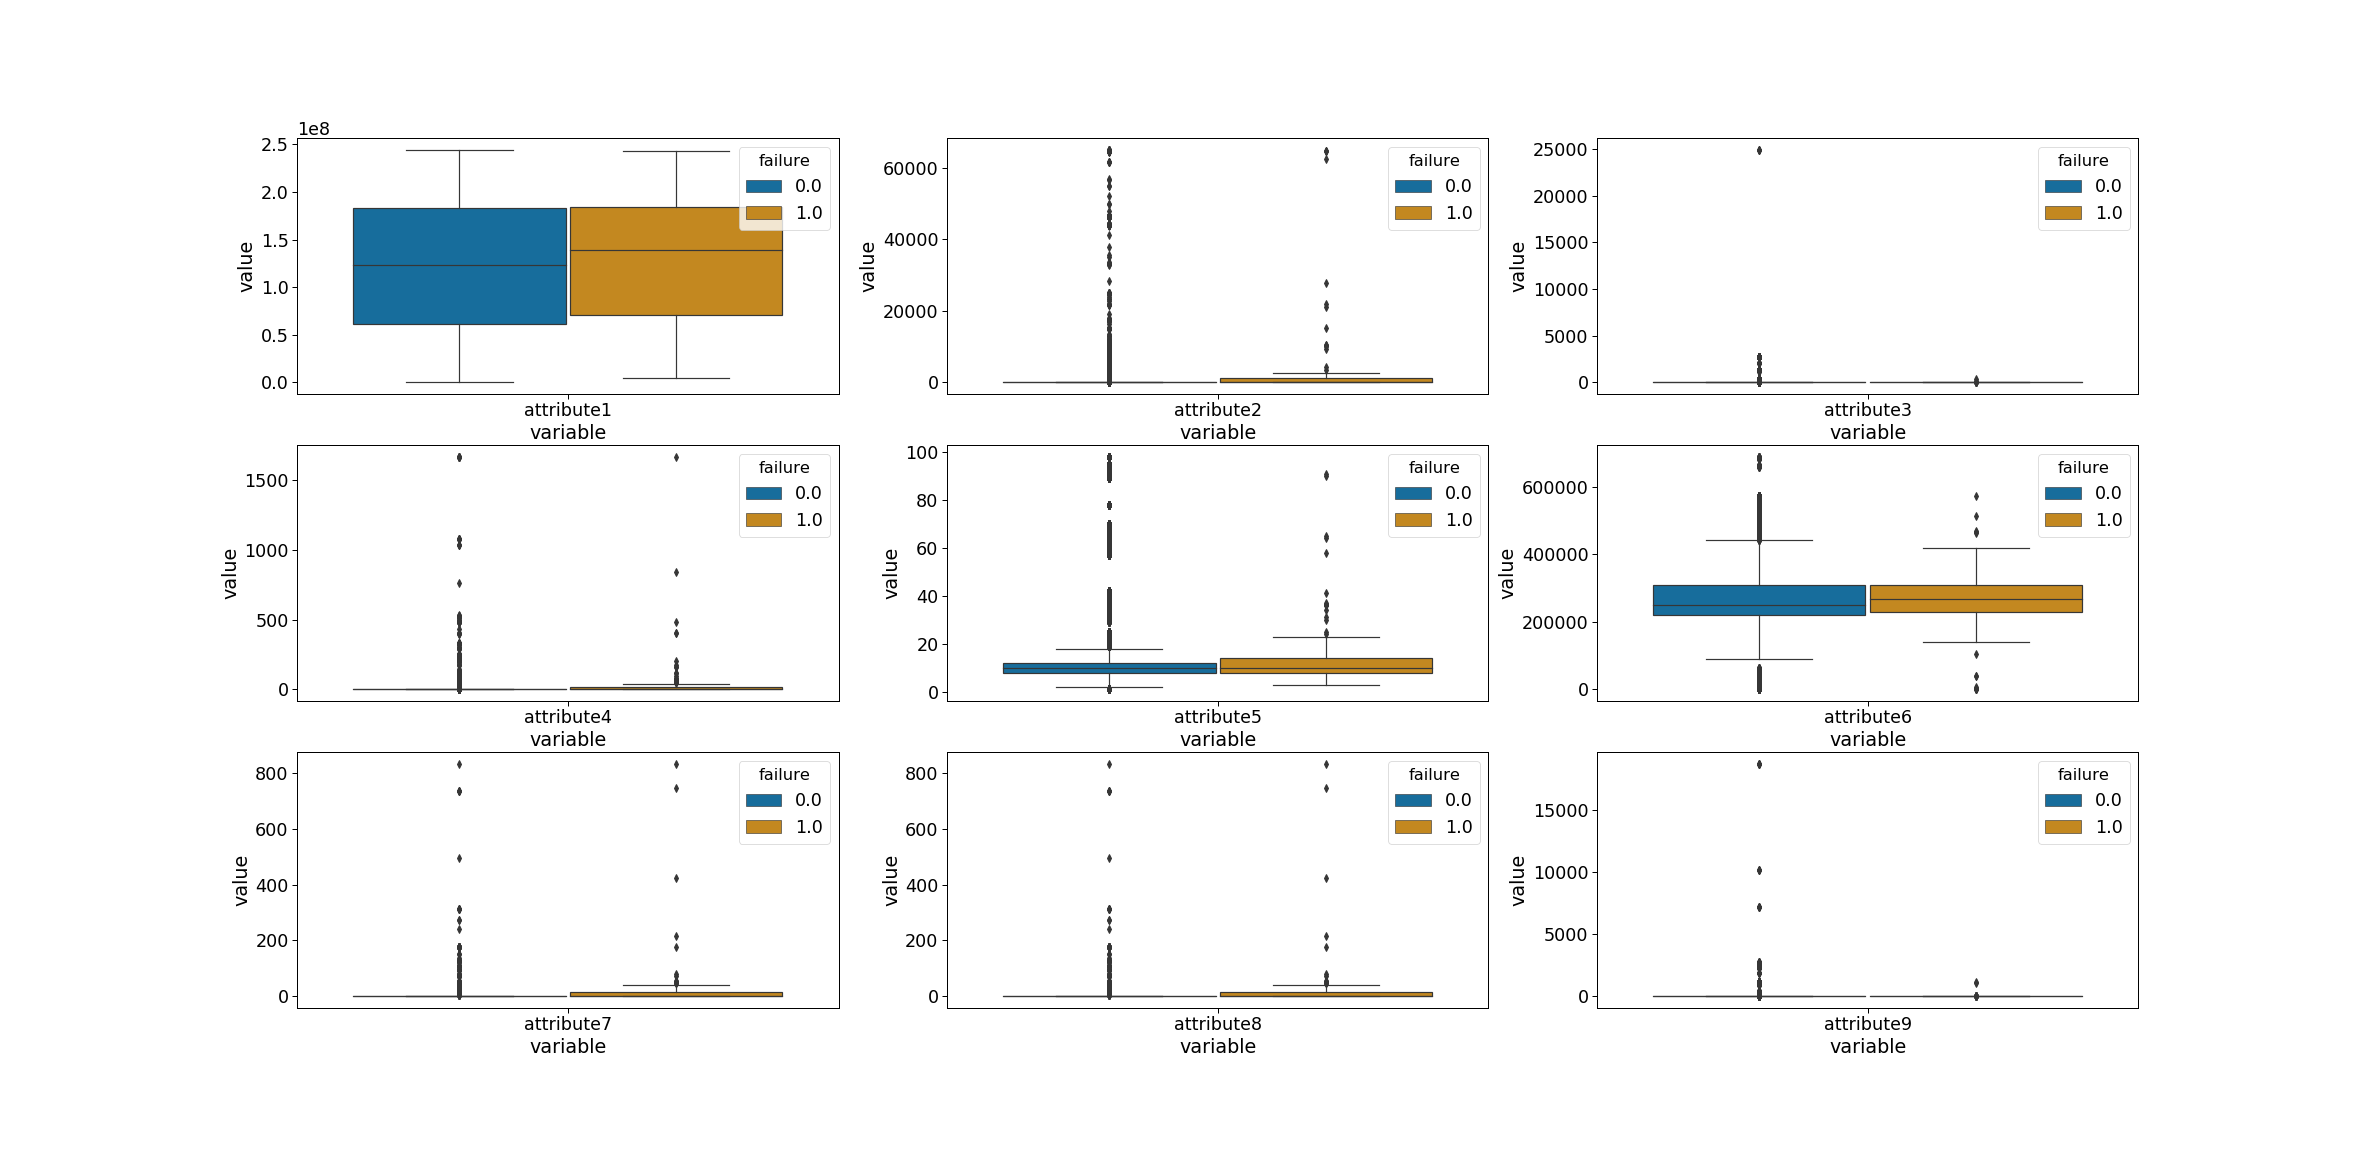 1e8
2.5
2.0
1.5
1.0
0.5
0.0
value
failure
0.0
1.0
attribute1
variable
60000
40000
20000
0
value
failure
0.0
1.0
attribute2
variable
25000
20000
15000
10000
5000
0
value
failure
0.0
1.0
attribute3
variable
1500
1000
500
0
value
failure
0.0
1.0
attribute4
variable
100
80
60
40
20
0
value
failure
0.0
1.0
attribute5
variable
600000
400000
200000
0
value
failure
0.0
1.0
attribute6
variable
800
600
400
200
0
value
failure
0.0
1.0
attribute7
variable
800
600
400
200
0
value
failure
0.0
1.0
attribute8
variable
15000
10000
5000
0
value
failure
0.0
1.0
attribute9
variable